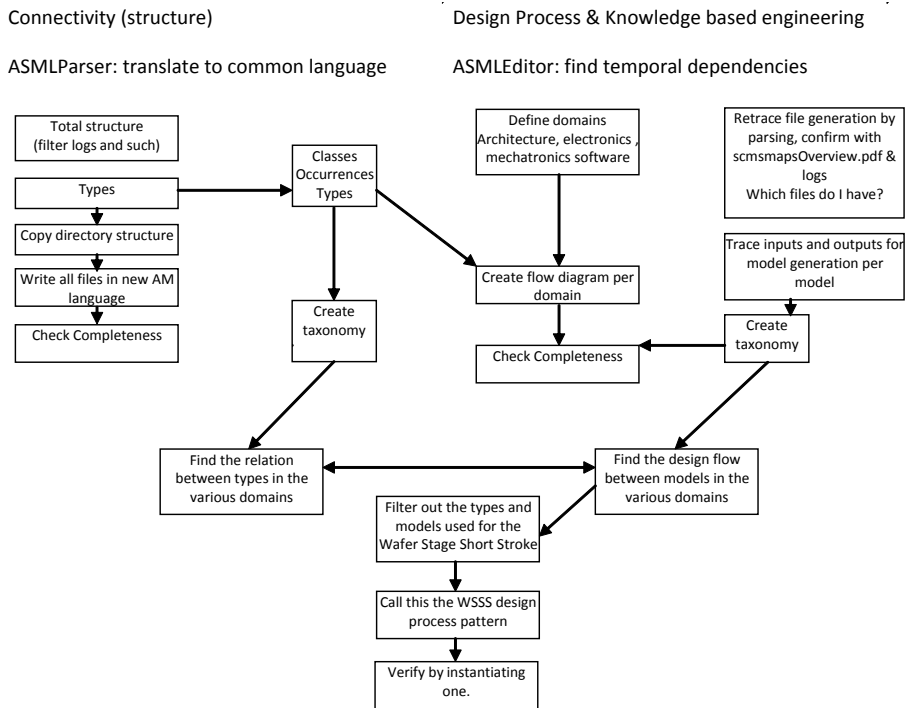 Connectivity (structure)
Design Process & Knowledge based engineering
ASMLParser: translate to common language
ASMLEditor: find temporal dependencies
Total structure
(filter logs and such)
Types
Copy directory structure
Write all files in new AM
language
Check Completeness
Classes
Occurrences
Types
Create
taxonomy
Define domains
Architecture, electronics ,
mechatronics software
Create flow diagram per
domain
Check Completeness
Retrace file generation by
parsing, confirm with
scmsmapsOverview.pdf &
logs
Which files do I have?
Trace inputs and outputs for
model generation per
model
Create
taxonomy
Find the relation
between types in the
various domains
Find the design flow
between models in the
various domains
Filter out the types and
models used for the
Wafer Stage Short Stroke
Call this the WSSS design
process pattern
Verify by instantiating
one.